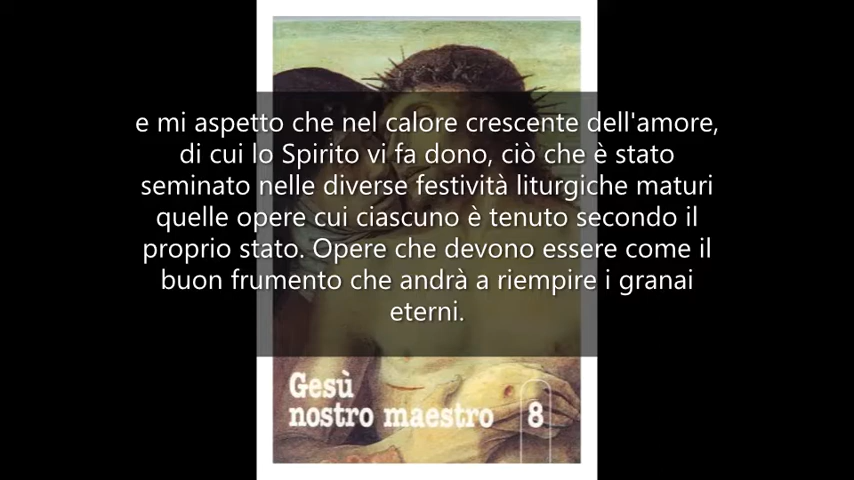 e mi aspetto che nel calore crescente dell'amore,
di cui lo Spirito vi fa dono, ciò che è stato
seminato nelle diverse festività liturgiche maturi
quelle opere cui ciascuno è tenuto secondo il
proprio stato. Opere che devono essere come il
buon frumento che andrà a riempire i granai
eterni.
Gesù
nostro maestro 8